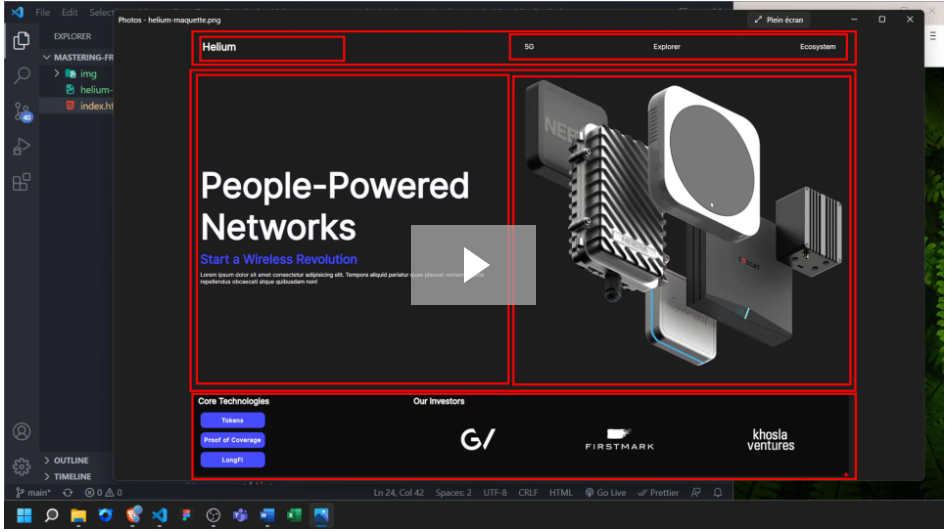 File Edit Select
Photos - helium-maquette.png
Plein écran
EXPLORER
MASTERING-FR
img
helium-
index.ht
Helium
5G
Explorer
Ecosystem
NEB
People-Powered
Networks
Start a Wireless Revolution
Lorem ipsum dolor sit amet consectetur adipisicing elit. Tempora aliquid pariatur quae placeat
repellendus obcaecati atque quibusdam non!
Core Technologies
Tokens
Proof of Coverage
LongFi
Our Investors
G/
FIRSTMARK
khosla
ventures
40
OUTLINE
TIMELINE
main*
0 0
Ln 24, Col 42 Spaces: 2 UTF-8 CRLF HTML Go Live Prettier